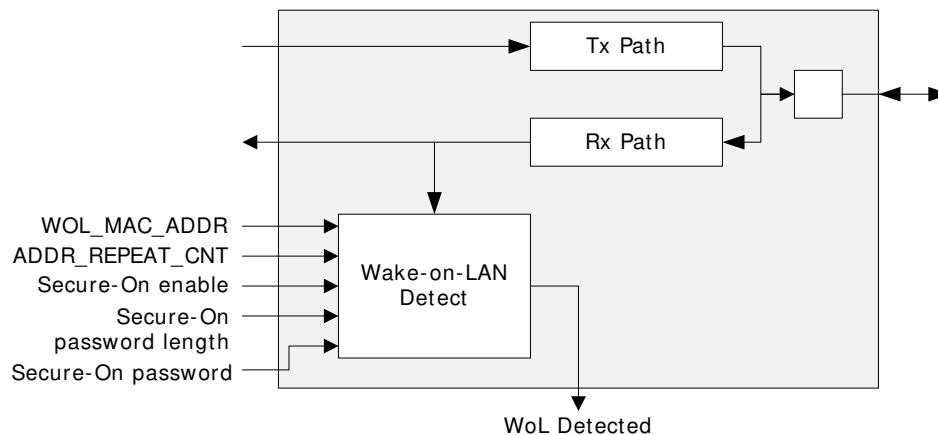 Tx Path
Rx Path
WOL_MAC_ADDR
ADDR_REPEAT_CNT
Secure-On enable
Secure-On
password length
Secure-On password
Wake-on-LAN
Detect
WoL Detected